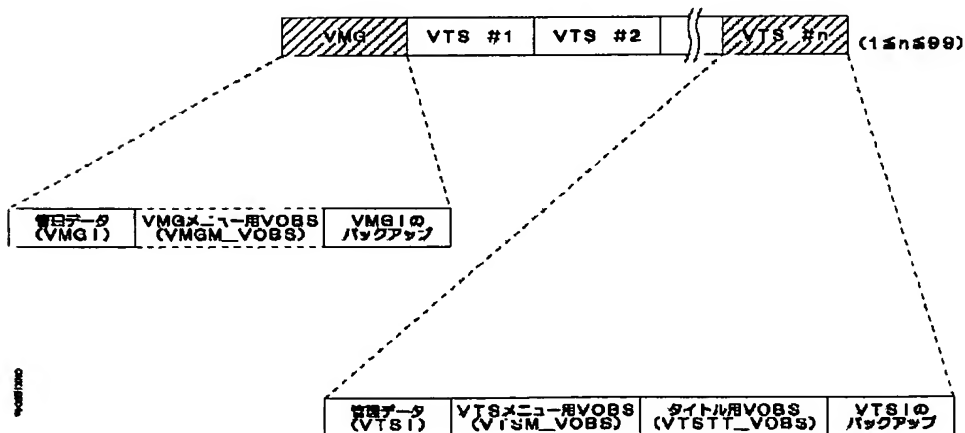 VMG VTS #1 VTS #2 VTS #n (1≦n≦99)
管理データ VMGメニュー用VOBS VMGIの
(VMGI) (VMGM_VOBS) バックアップ
管理データ VTSメニュー用VOBS タイトル用VOBS VTSIの
(VTSI) (VTSM_VOBS) (VTSTT_VOBS) バックアップ